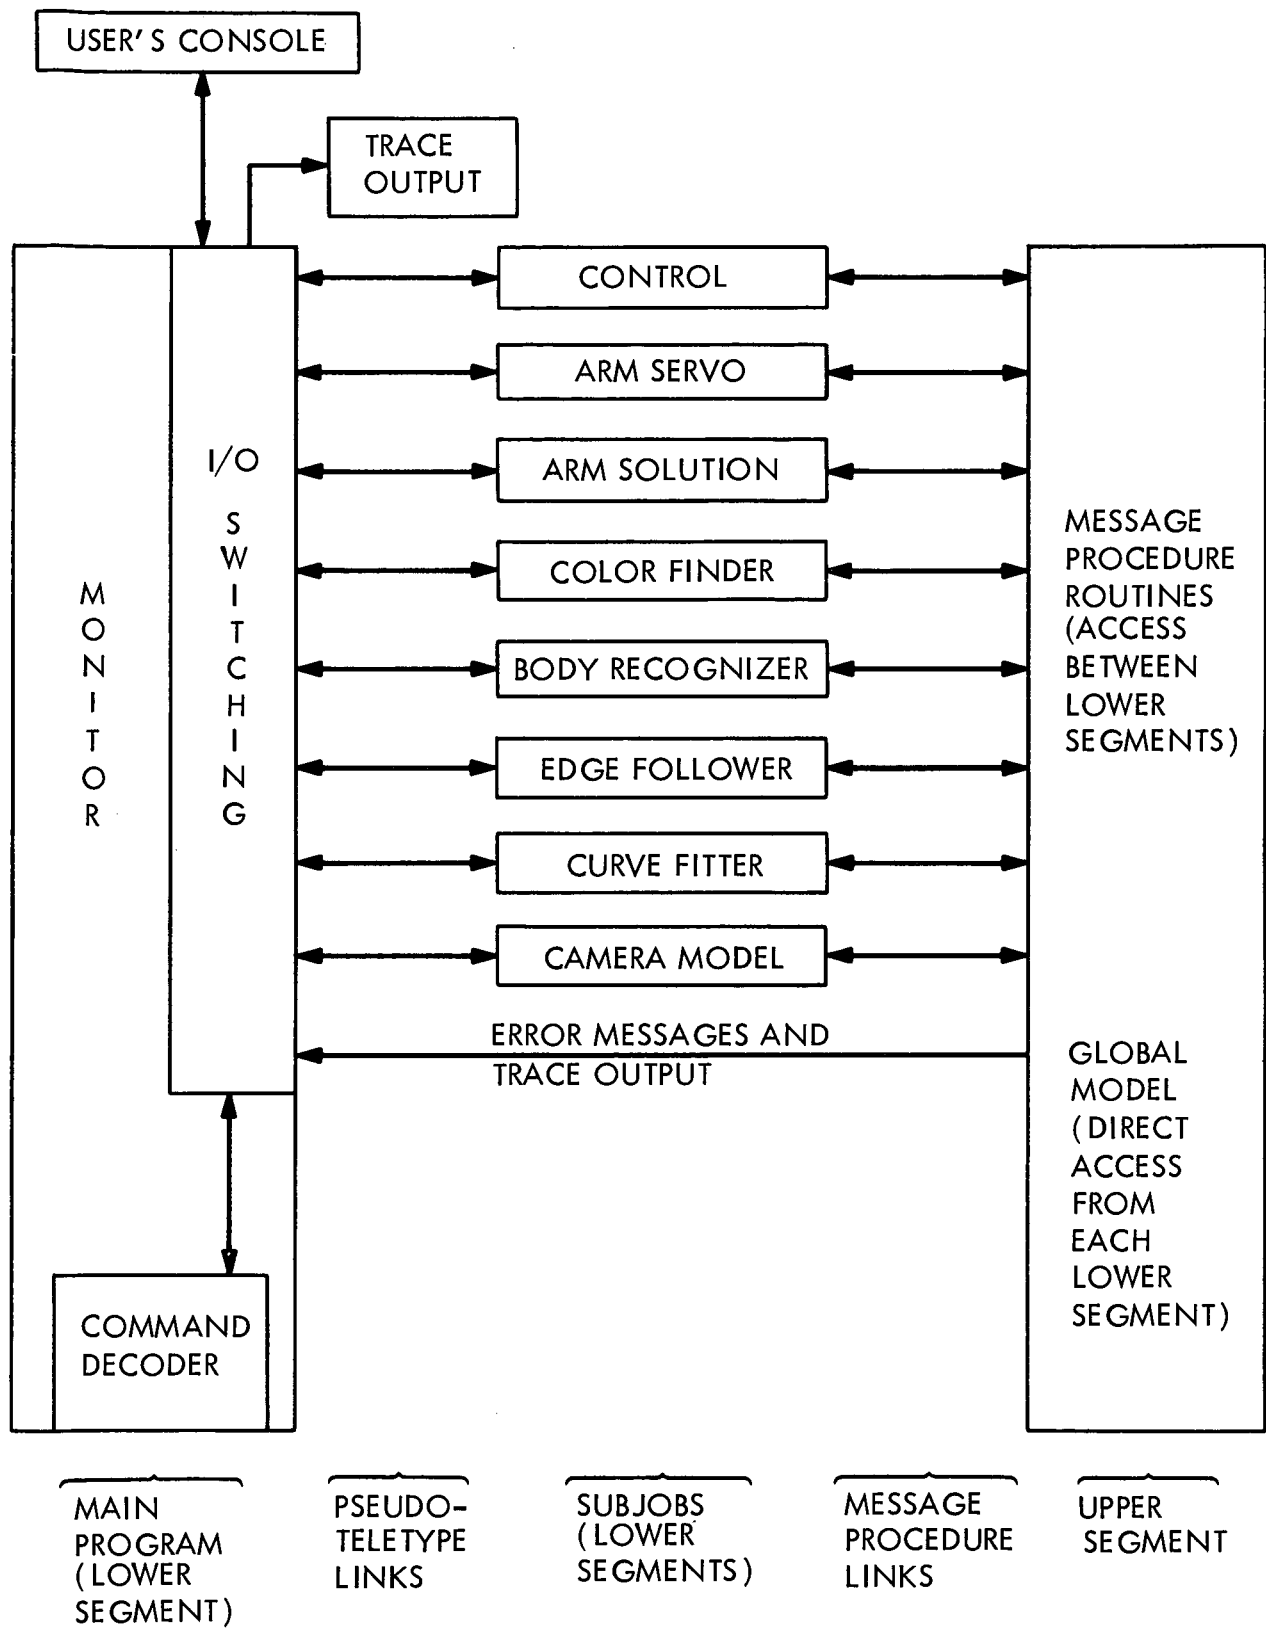 USER'S CONSOLE
TRACE
OUTPUT
MONITOR
I/O
SWITCHING
CONTROL
ARM SERVO
ARM SOLUTION
COLOR FINDER
BODY RECOGNIZER
EDGE FOLLOWER
CURVE FITTER
CAMERA MODEL
ERROR MESSAGES AND
TRACE OUTPUT
MESSAGE
PROCEDURE
ROUTINES
(ACCESS
BETWEEN
LOWER
SEGMENTS)
GLOBAL
MODEL
(DIRECT
ACCESS
FROM
EACH
LOWER
SEGMENT)
COMMAND
DECODER
MAIN
PROGRAM
(LOWER
SEGMENT)
PSEUDO-
TELETYPE
LINKS
SUBJOBS
(LOWER
SEGMENTS)
MESSAGE
PROCEDURE
LINKS
UPPER
SEGMENT